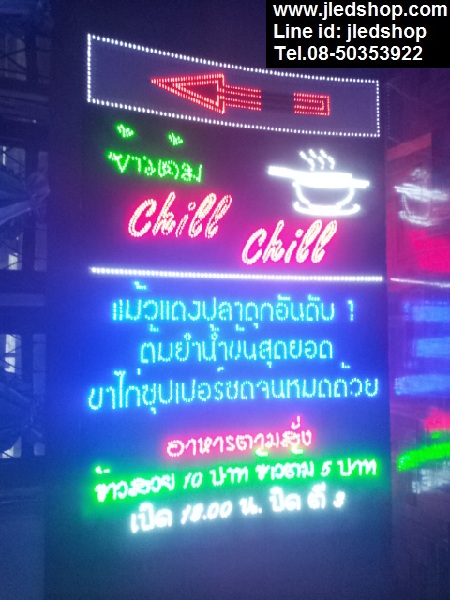 www.jledshop.com
Line id: jledshop
Tel.08-50353922
ข้าวต้ม
Chill Chill
แม้วแดงปลาดุกอันดับ 1
ต้มยำน้ำข้นสุดยอด
ขาไก่ซุปเปอร์ซดจนหมดถ้วย
อาหารตามสั่ง
ข้าวสวย 10 บาท ข้าวต้ม 5 บาท
เปิด 18.00 น. ปิด ตี 3